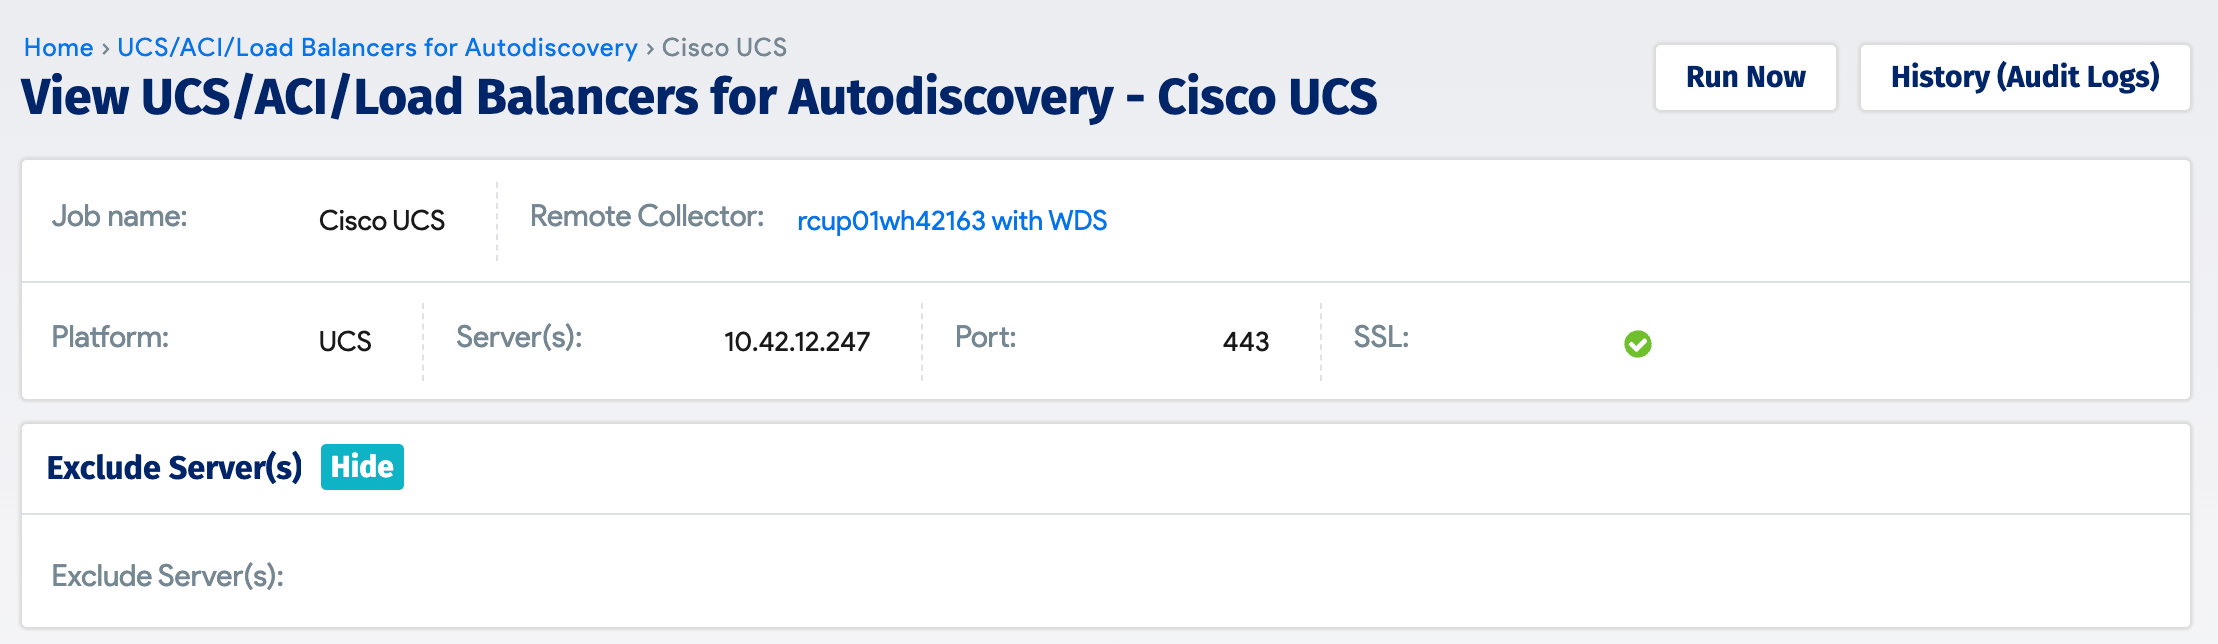 Home › UCS/ACI/Load Balancers for Autodiscovery › Cisco UCS
View UCS/ACI/Load Balancers for Autodiscovery - Cisco UCS
Run Now
History (Audit Logs)
Job name: Cisco UCS Remote Collector: rcup01wh42163 with WDS
Platform: UCS Server(s): 10.42.12.247 Port: 443 SSL:
Exclude Server(s) Hide
Exclude Server(s):